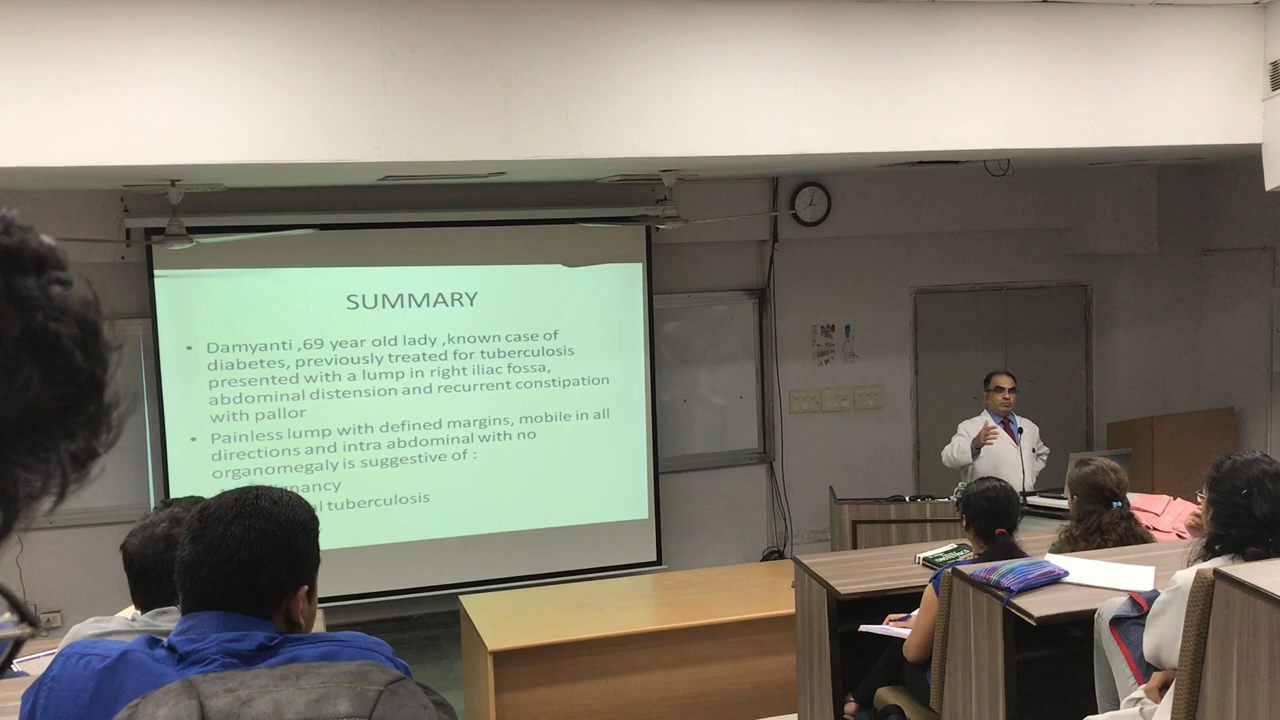 SUMMARY
• Damyanti ,69 year old lady ,known case of
diabetes, previously treated for tuberculosis
presented with a lump in right iliac fossa,
abdominal distension and recurrent constipation
with pallor
• Painless lump with defined margins, mobile in all
directions and intra abdominal with no
organomegaly is suggestive of :
tuberculosis